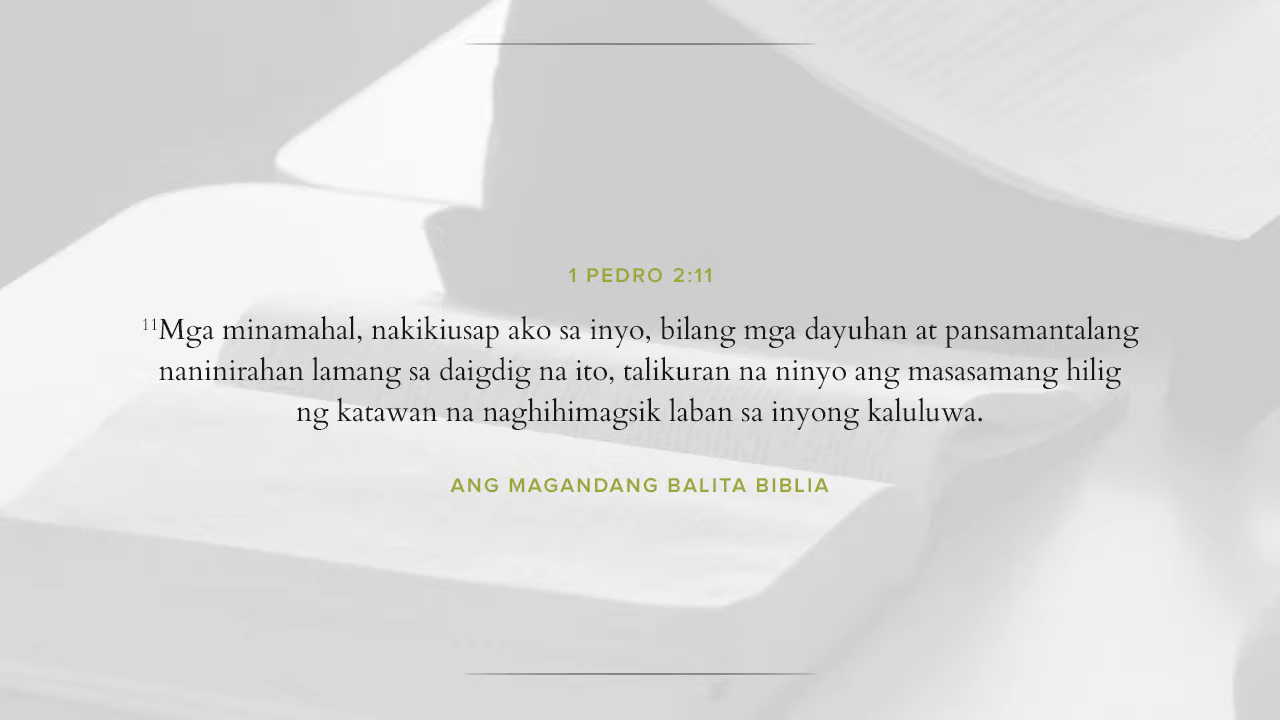 1 PEDRO 2:11
11Mga minamahal, nakikiusap ako sa inyo, bilang mga dayuhan at pansamantalang
naninirahan lamang sa daigdig na ito, talikuran na ninyo ang masasamang hilig
ng katawan na naghihimagsik laban sa inyong kaluluwa.
ANG MAGANDANG BALITA BIBLIA